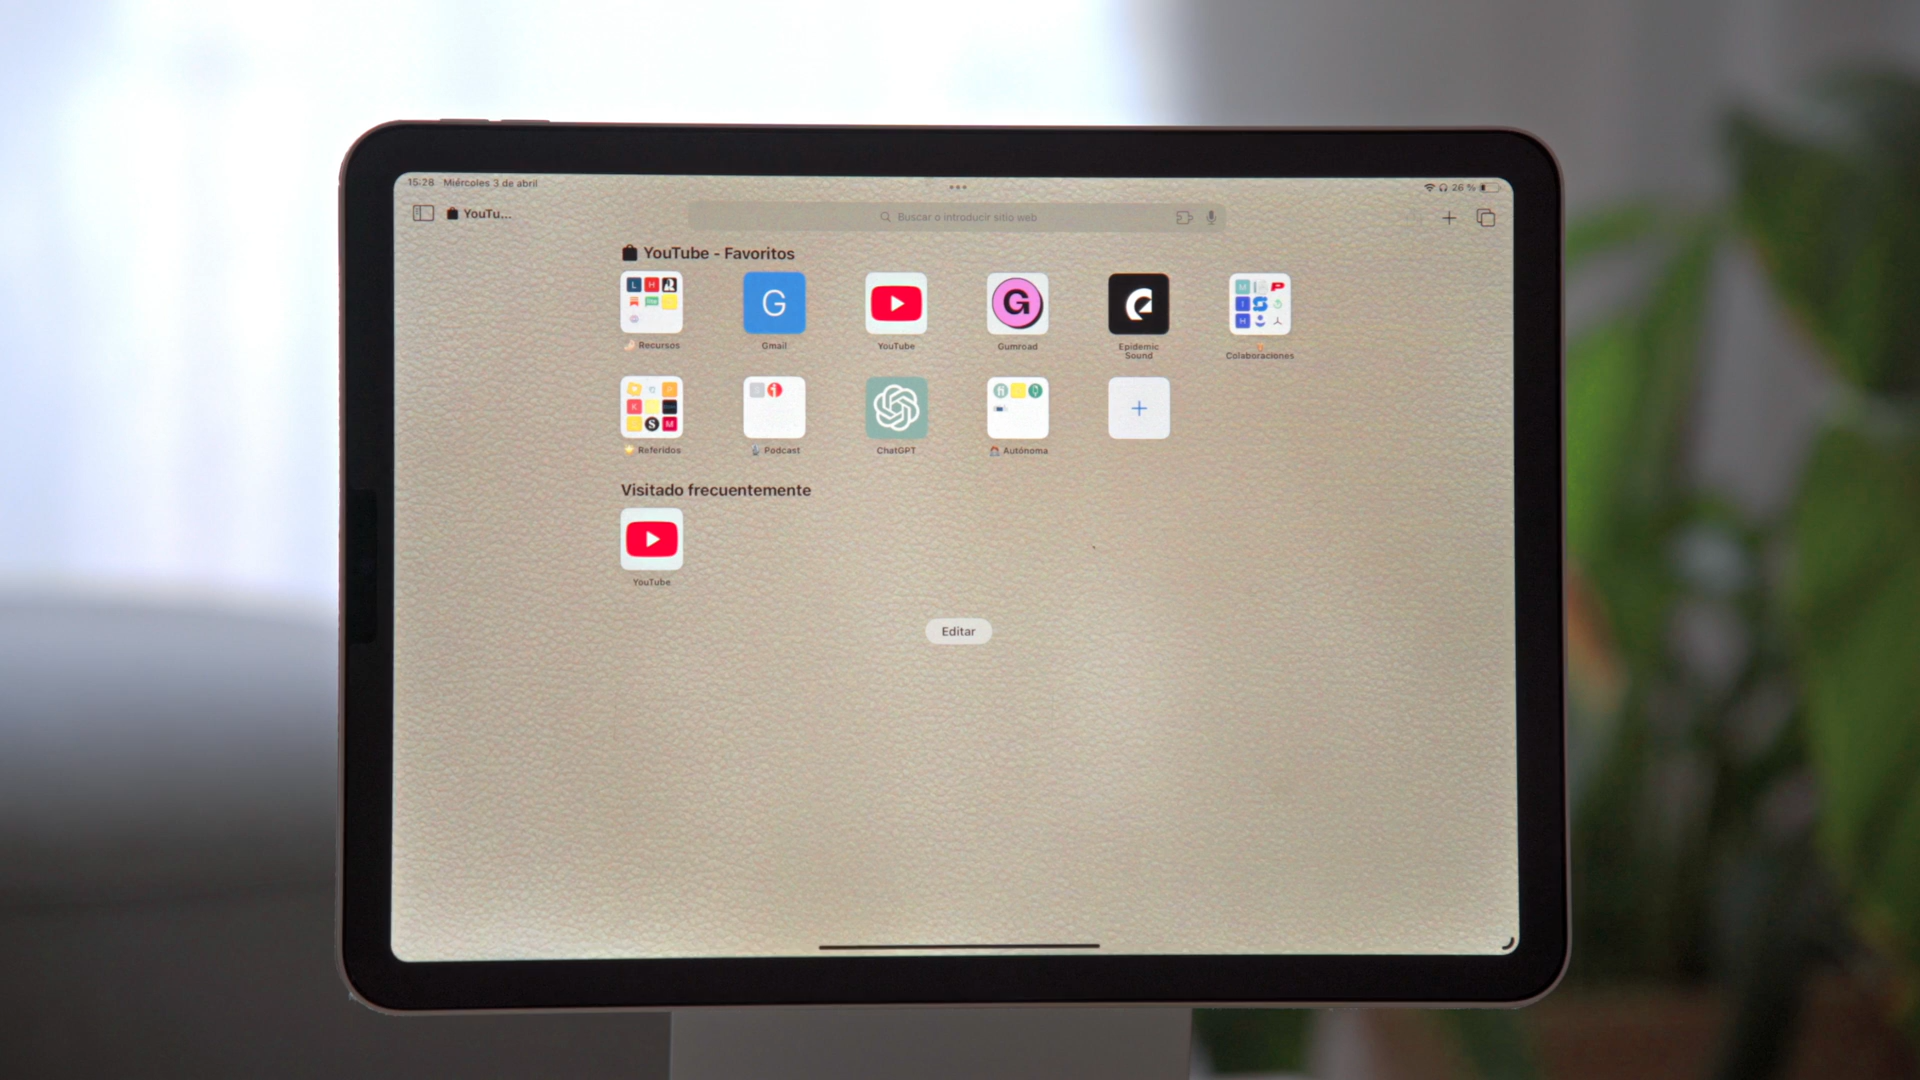 15:28 Miércoles 3 de abril
26 %
YouTu...
Buscar o introducir sitio web
YouTube - Favoritos
L H
G
G
M P
I
H
Recursos
Gmail
YouTube
Gumroad
Epidemic
Sound
Colaboraciones
K
S M
Referidos
Podcast
ChatGPT
Autónoma
Visitado frecuentemente
YouTube
Editar